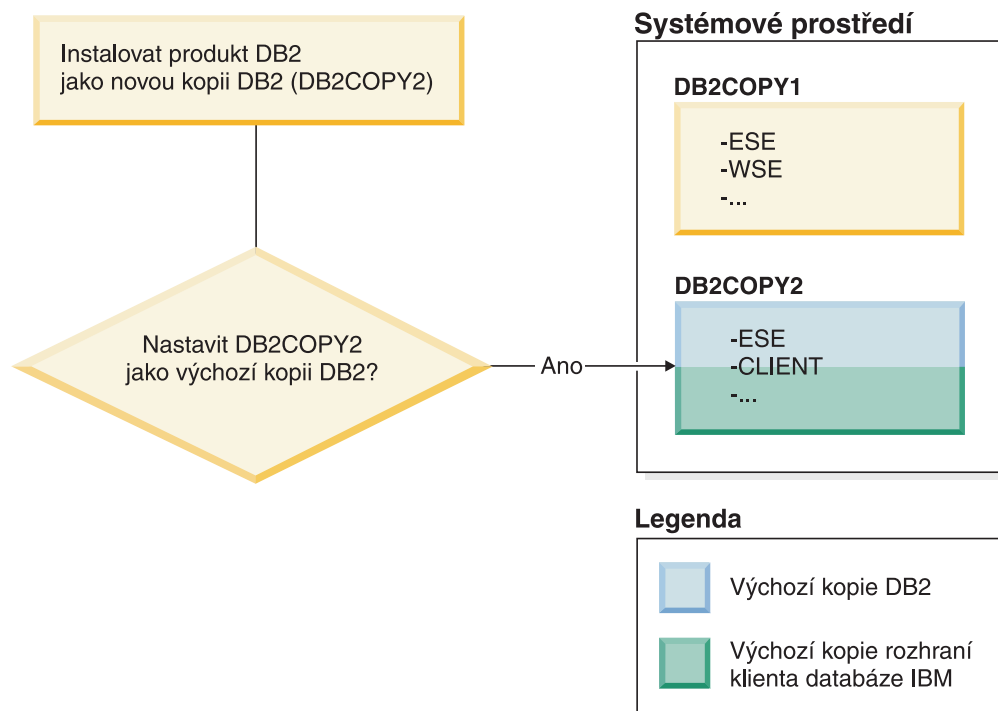 Instalovat produkt DB2
jako novou kopii DB2 (DB2COPY2)
Nastavit DB2COPY2
jako výchozí kopii DB2?
Ano
Systémové prostředí
DB2COPY1
-ESE
-WSE
-...
DB2COPY2
-ESE
-CLIENT
-...
Legenda
Výchozí kopie DB2
Výchozí kopie rozhraní
klienta databáze IBM